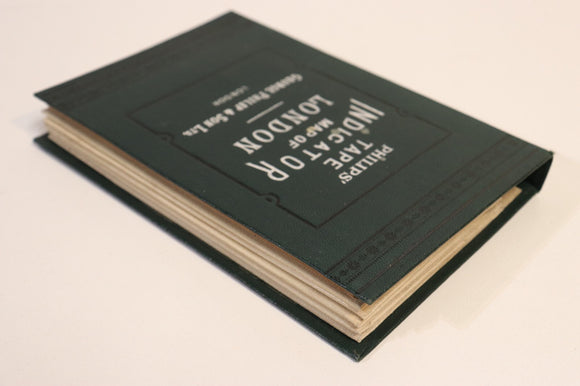 PHILIPS'
TAPE
INDICATOR
MAP OF
LONDON
GEORGE PHILIP & SON LTD.
LONDON